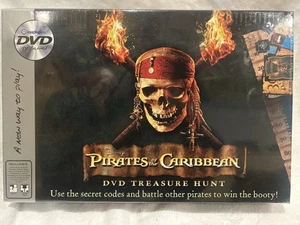 DVD
A new way to play!
PIRATES of the CARIBBEAN
DVD TREASURE HUNT
Use the secret codes and battle other pirates to win the booty!